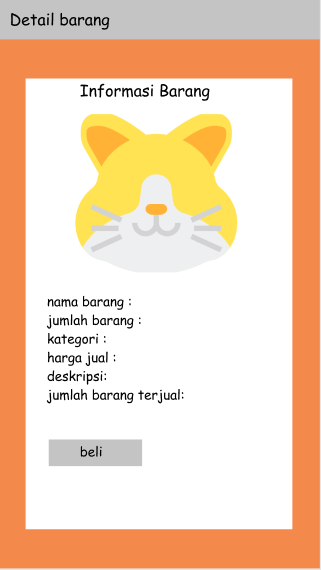 Detail barang
Informasi Barang
nama barang :
jumlah barang :
kategori :
harga jual :
deskripsi:
jumlah barang terjual:
beli